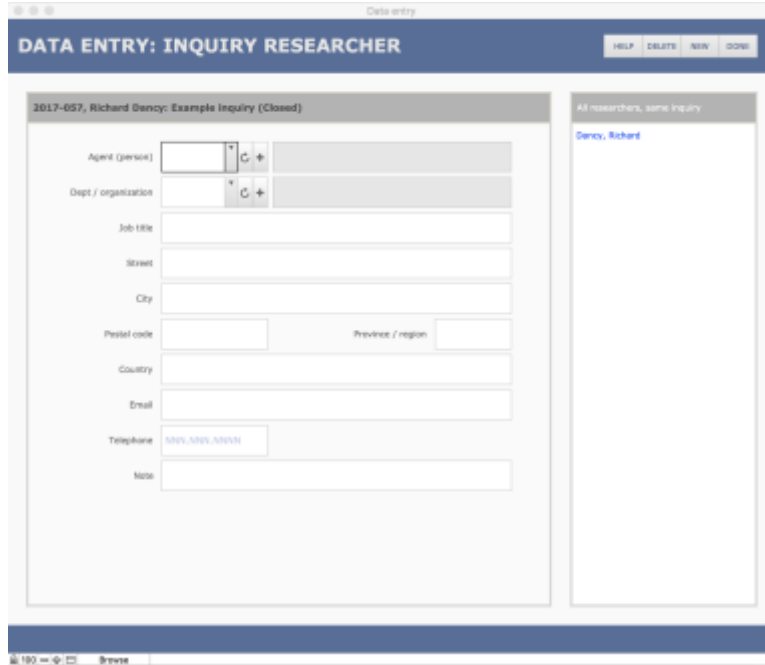 Data entry
DATA ENTRY: INQUIRY RESEARCHER
HELP DELETE NEW DONE
2017-057, Richard Dancy: Example inquiry (Closed)
All researchers, same inquiry
Dancy, Richard
Agent (person)
Dept / organization
Job title
Street
City
Postal code
Province / region
Country
Email
Telephone NNN.NNN.NNNN
Note
100 Browse